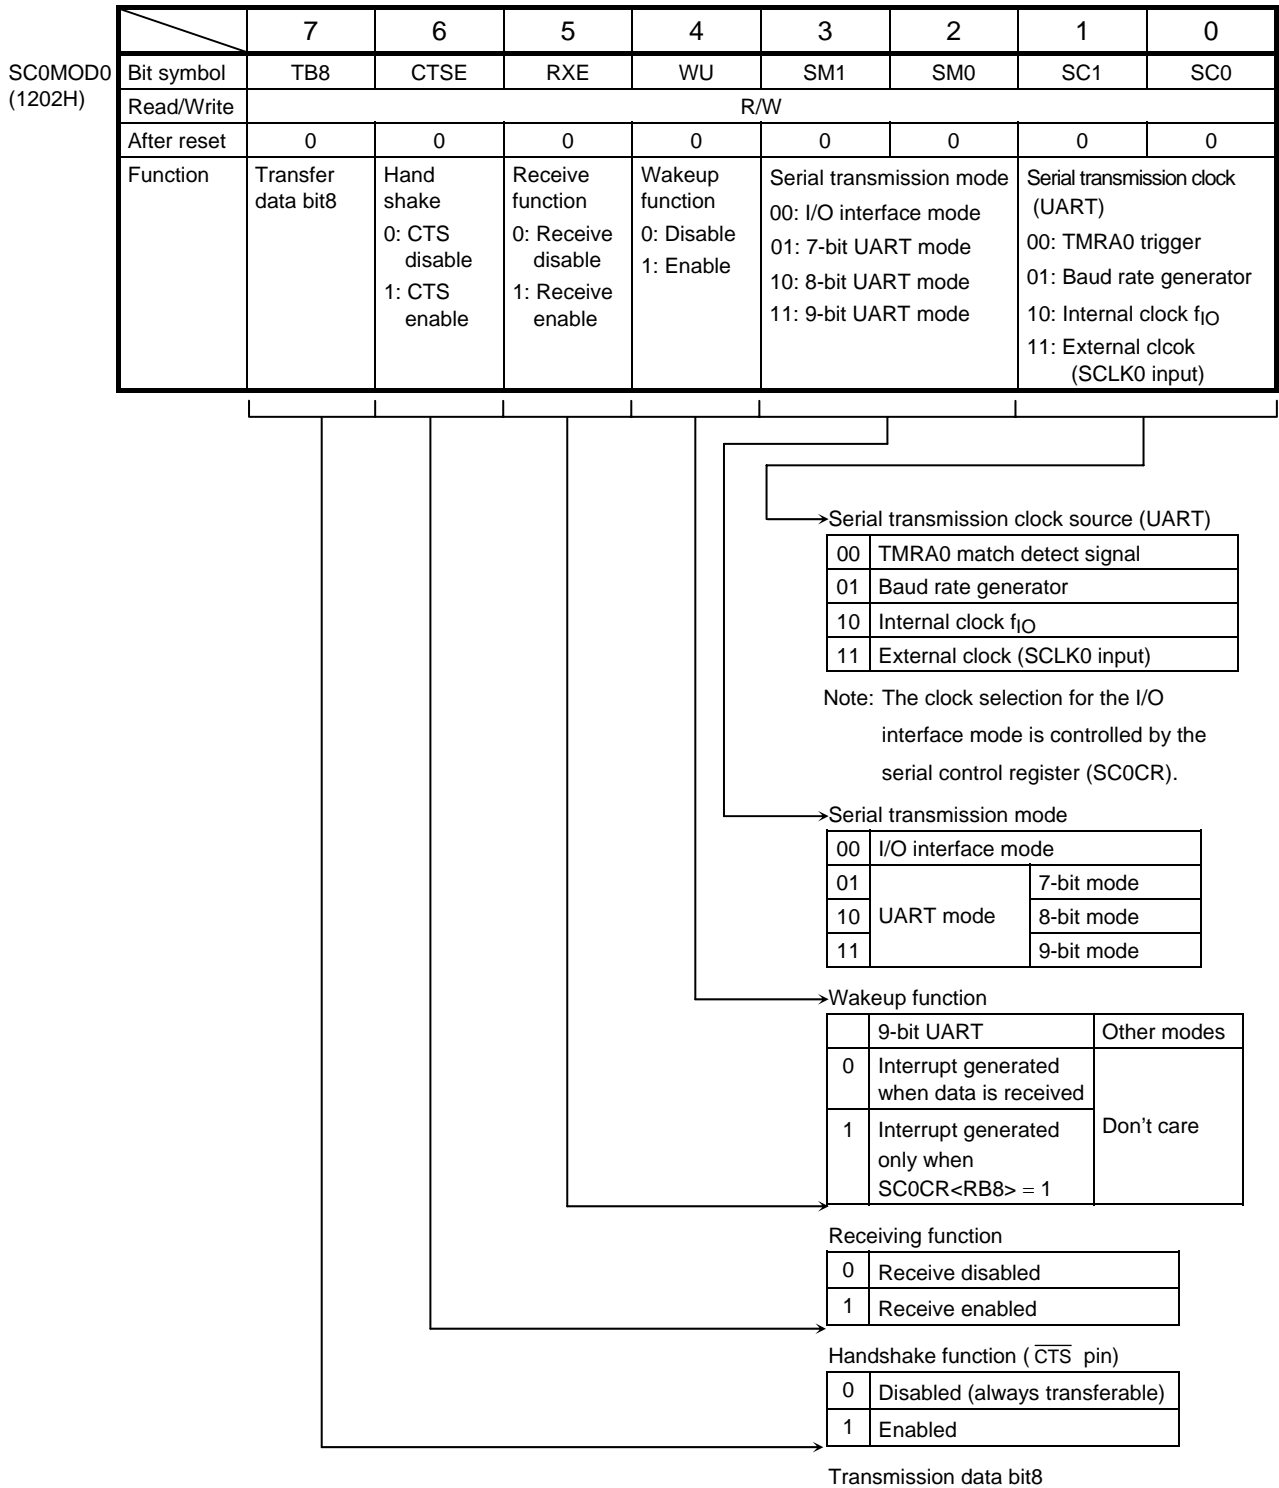 7 6 5 4 3 2 1 0
SC0MOD0 Bit symbol TB8 CTSE RXE WU SM1 SM0 SC1 SC0
(1202H)
Read/Write R/W
After reset 0 0 0 0 0 0 0 0
Function
Transfer
data bit8
Hand
shake
0: CTS
disable
1: CTS
enable
Receive
function
0: Receive
disable
1: Receive
enable
Wakeup
function
0: Disable
1: Enable
Serial transmission mode
00: I/O interface mode
01: 7-bit UART mode
10: 8-bit UART mode
11: 9-bit UART mode
Serial transmission clock
(UART)
00: TMRA0 trigger
01: Baud rate generator
10: Internal clock fIO
11: External clcok
(SCLK0 input)
Serial transmission clock source (UART)
00 TMRA0 match detect signal
01 Baud rate generator
10 Internal clock fIO
11 External clock (SCLK0 input)
Note: The clock selection for the I/O
interface mode is controlled by the
serial control register (SC0CR).
Serial transmission mode
00 I/O interface mode
01 7-bit mode
10 UART mode 8-bit mode
11 9-bit mode
Wakeup function
9-bit UART Other modes
0 Interrupt generated
when data is received
1 Interrupt generated
only when
SC0CR<RB8> = 1
Don't care
Receiving function
0 Receive disabled
1 Receive enabled
Handshake function ( CTS pin)
0 Disabled (always transferable)
1 Enabled
Transmission data bit8